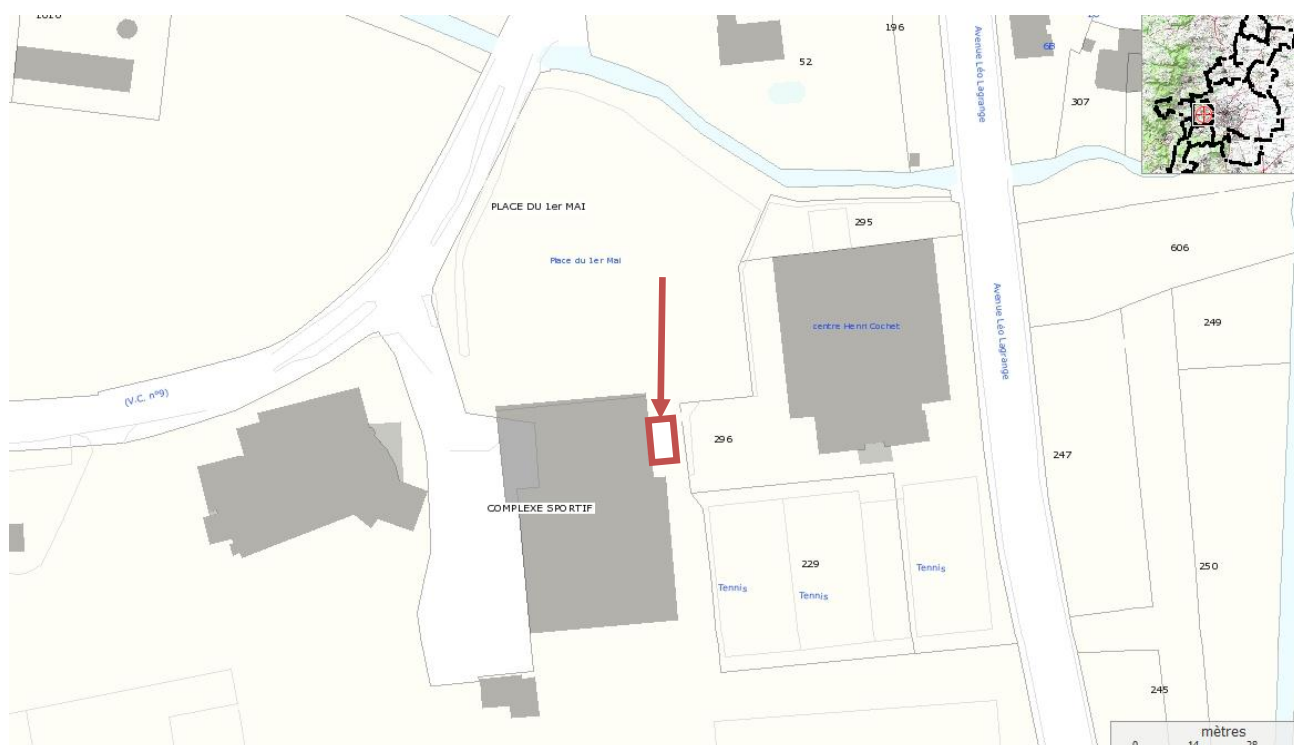 196
Avenue Léo Lagrange
6B
52
307
PLACE DU 1er MAI
295
Place du 1er Mai
606
Avenue Léo Lagrange
249
centre Henri Cochet
(V.C. n°9)
296
247
COMPLEXE SPORTIF
229
250
Tennis
Tennis
Tennis
245
mètres
0 14 28